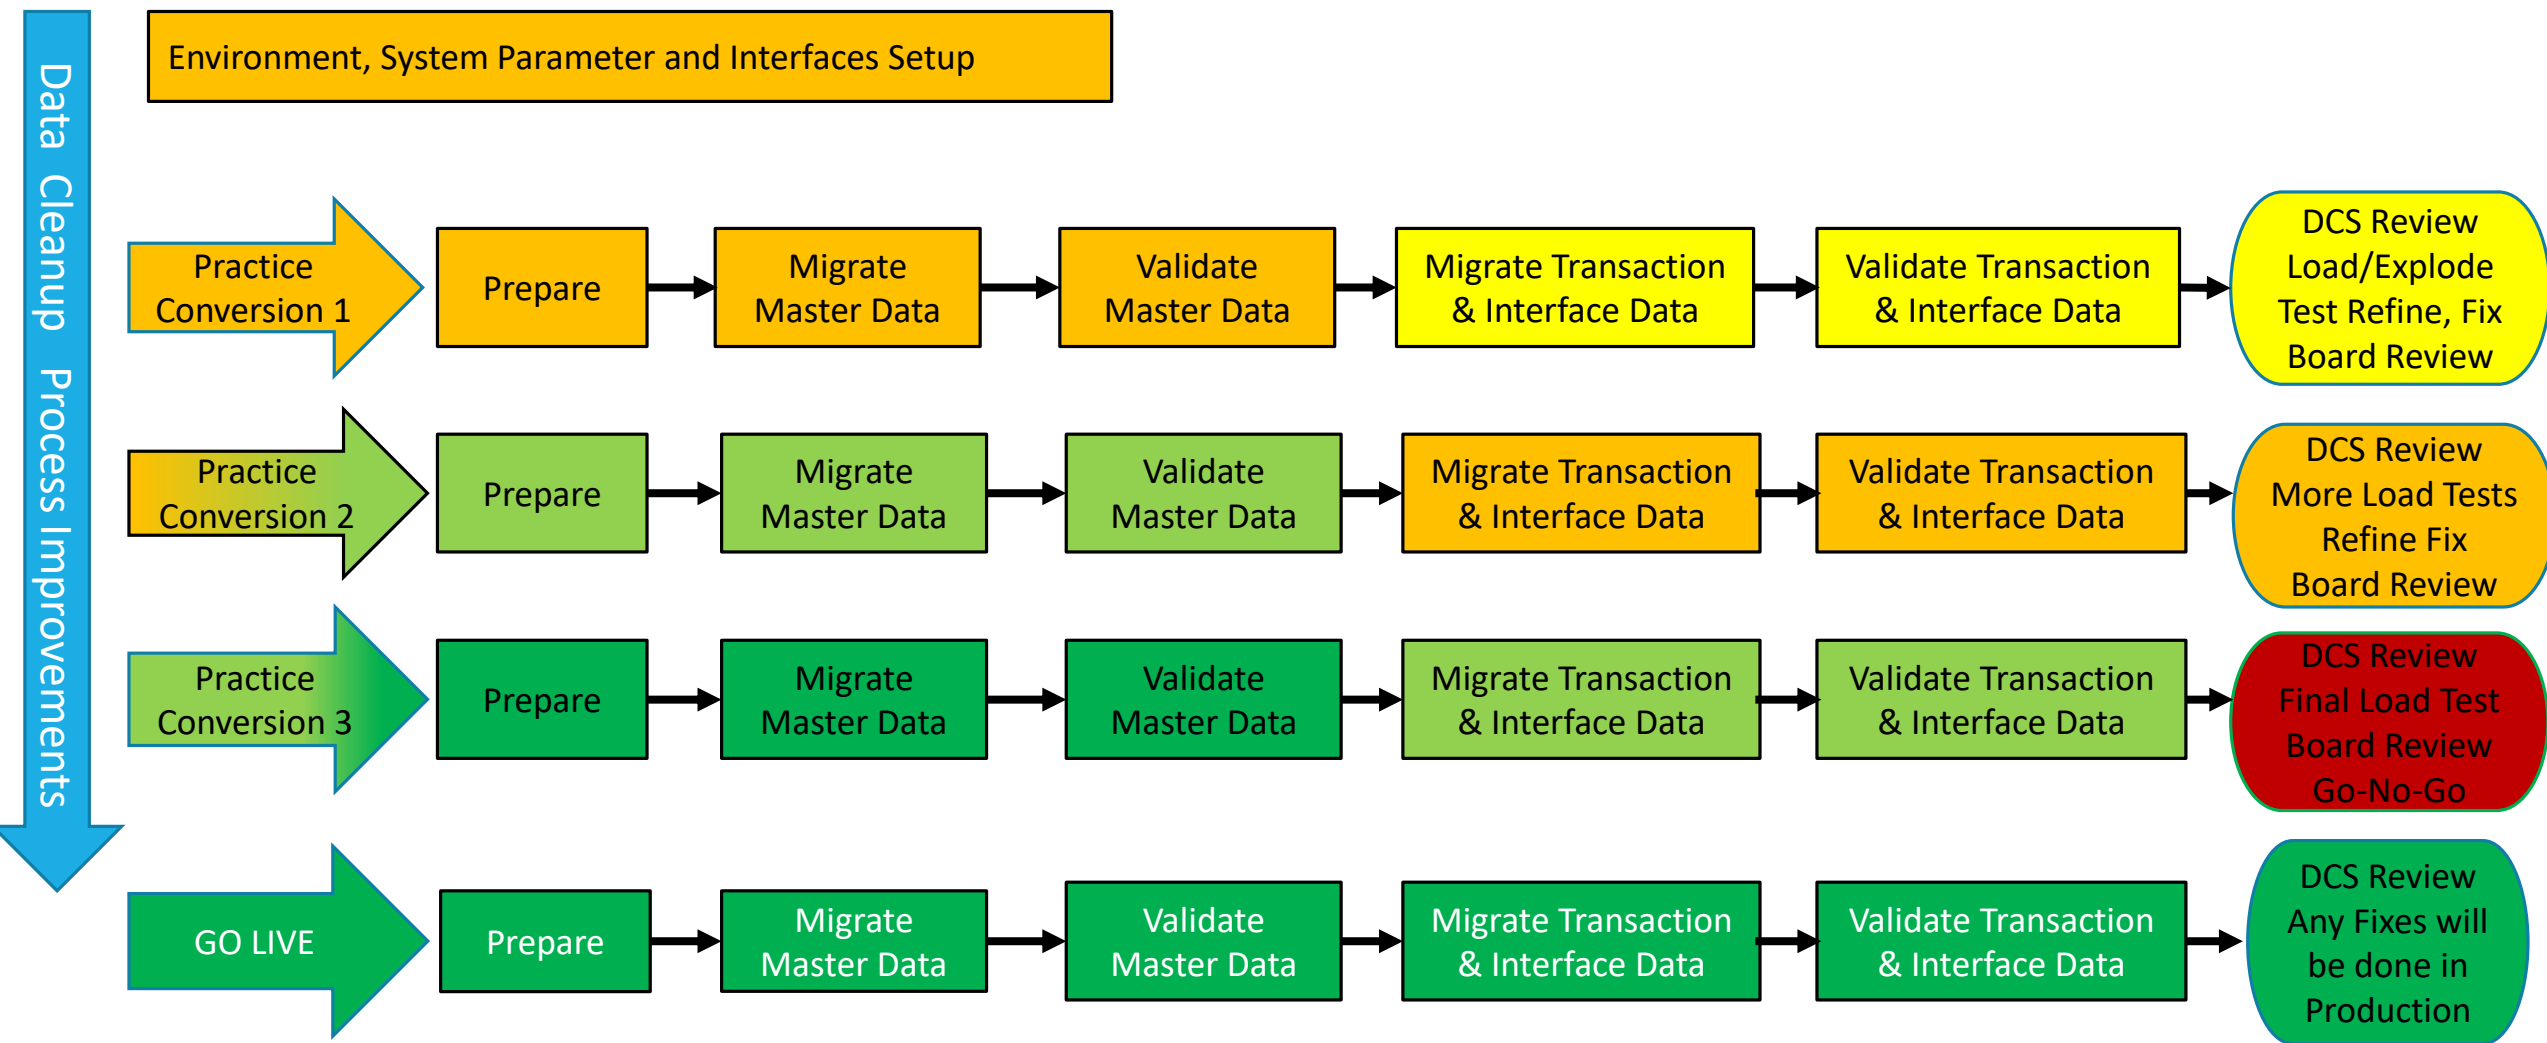 Data Cleanup Process Improvements
Environment, System Parameter and Interfaces Setup
Practice
Conversion 1
Prepare
Migrate
Master Data
Validate
Master Data
Migrate Transaction
& Interface Data
Validate Transaction
& Interface Data
DCS Review
Load/Explode
Test Refine, Fix
Board Review
Practice
Conversion 2
Prepare
Migrate
Master Data
Validate
Master Data
Migrate Transaction
& Interface Data
Validate Transaction
& Interface Data
DCS Review
More Load Tests
Refine Fix
Board Review
Practice
Conversion 3
Prepare
Migrate
Master Data
Validate
Master Data
Migrate Transaction
& Interface Data
Validate Transaction
& Interface Data
DCS Review
Final Load Test
Board Review
Go-No-Go
GO LIVE
Prepare
Migrate
Master Data
Validate
Master Data
Migrate Transaction
& Interface Data
Validate Transaction
& Interface Data
DCS Review
Any Fixes will
be done in
Production